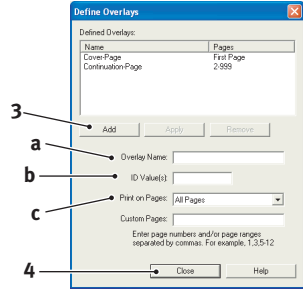 Define Overlays
Defined Overlays:
Name Pages
Cover-Page First Page
Continuation-Page 2-999
3
Add Apply Remove
a
Overlay Name:
b
ID Value(s):
c
Print on Pages: All Pages
Custom Pages:
Enter page numbers and/or page ranges
separated by commas. For example, 1,3,5-12
4
Close Help